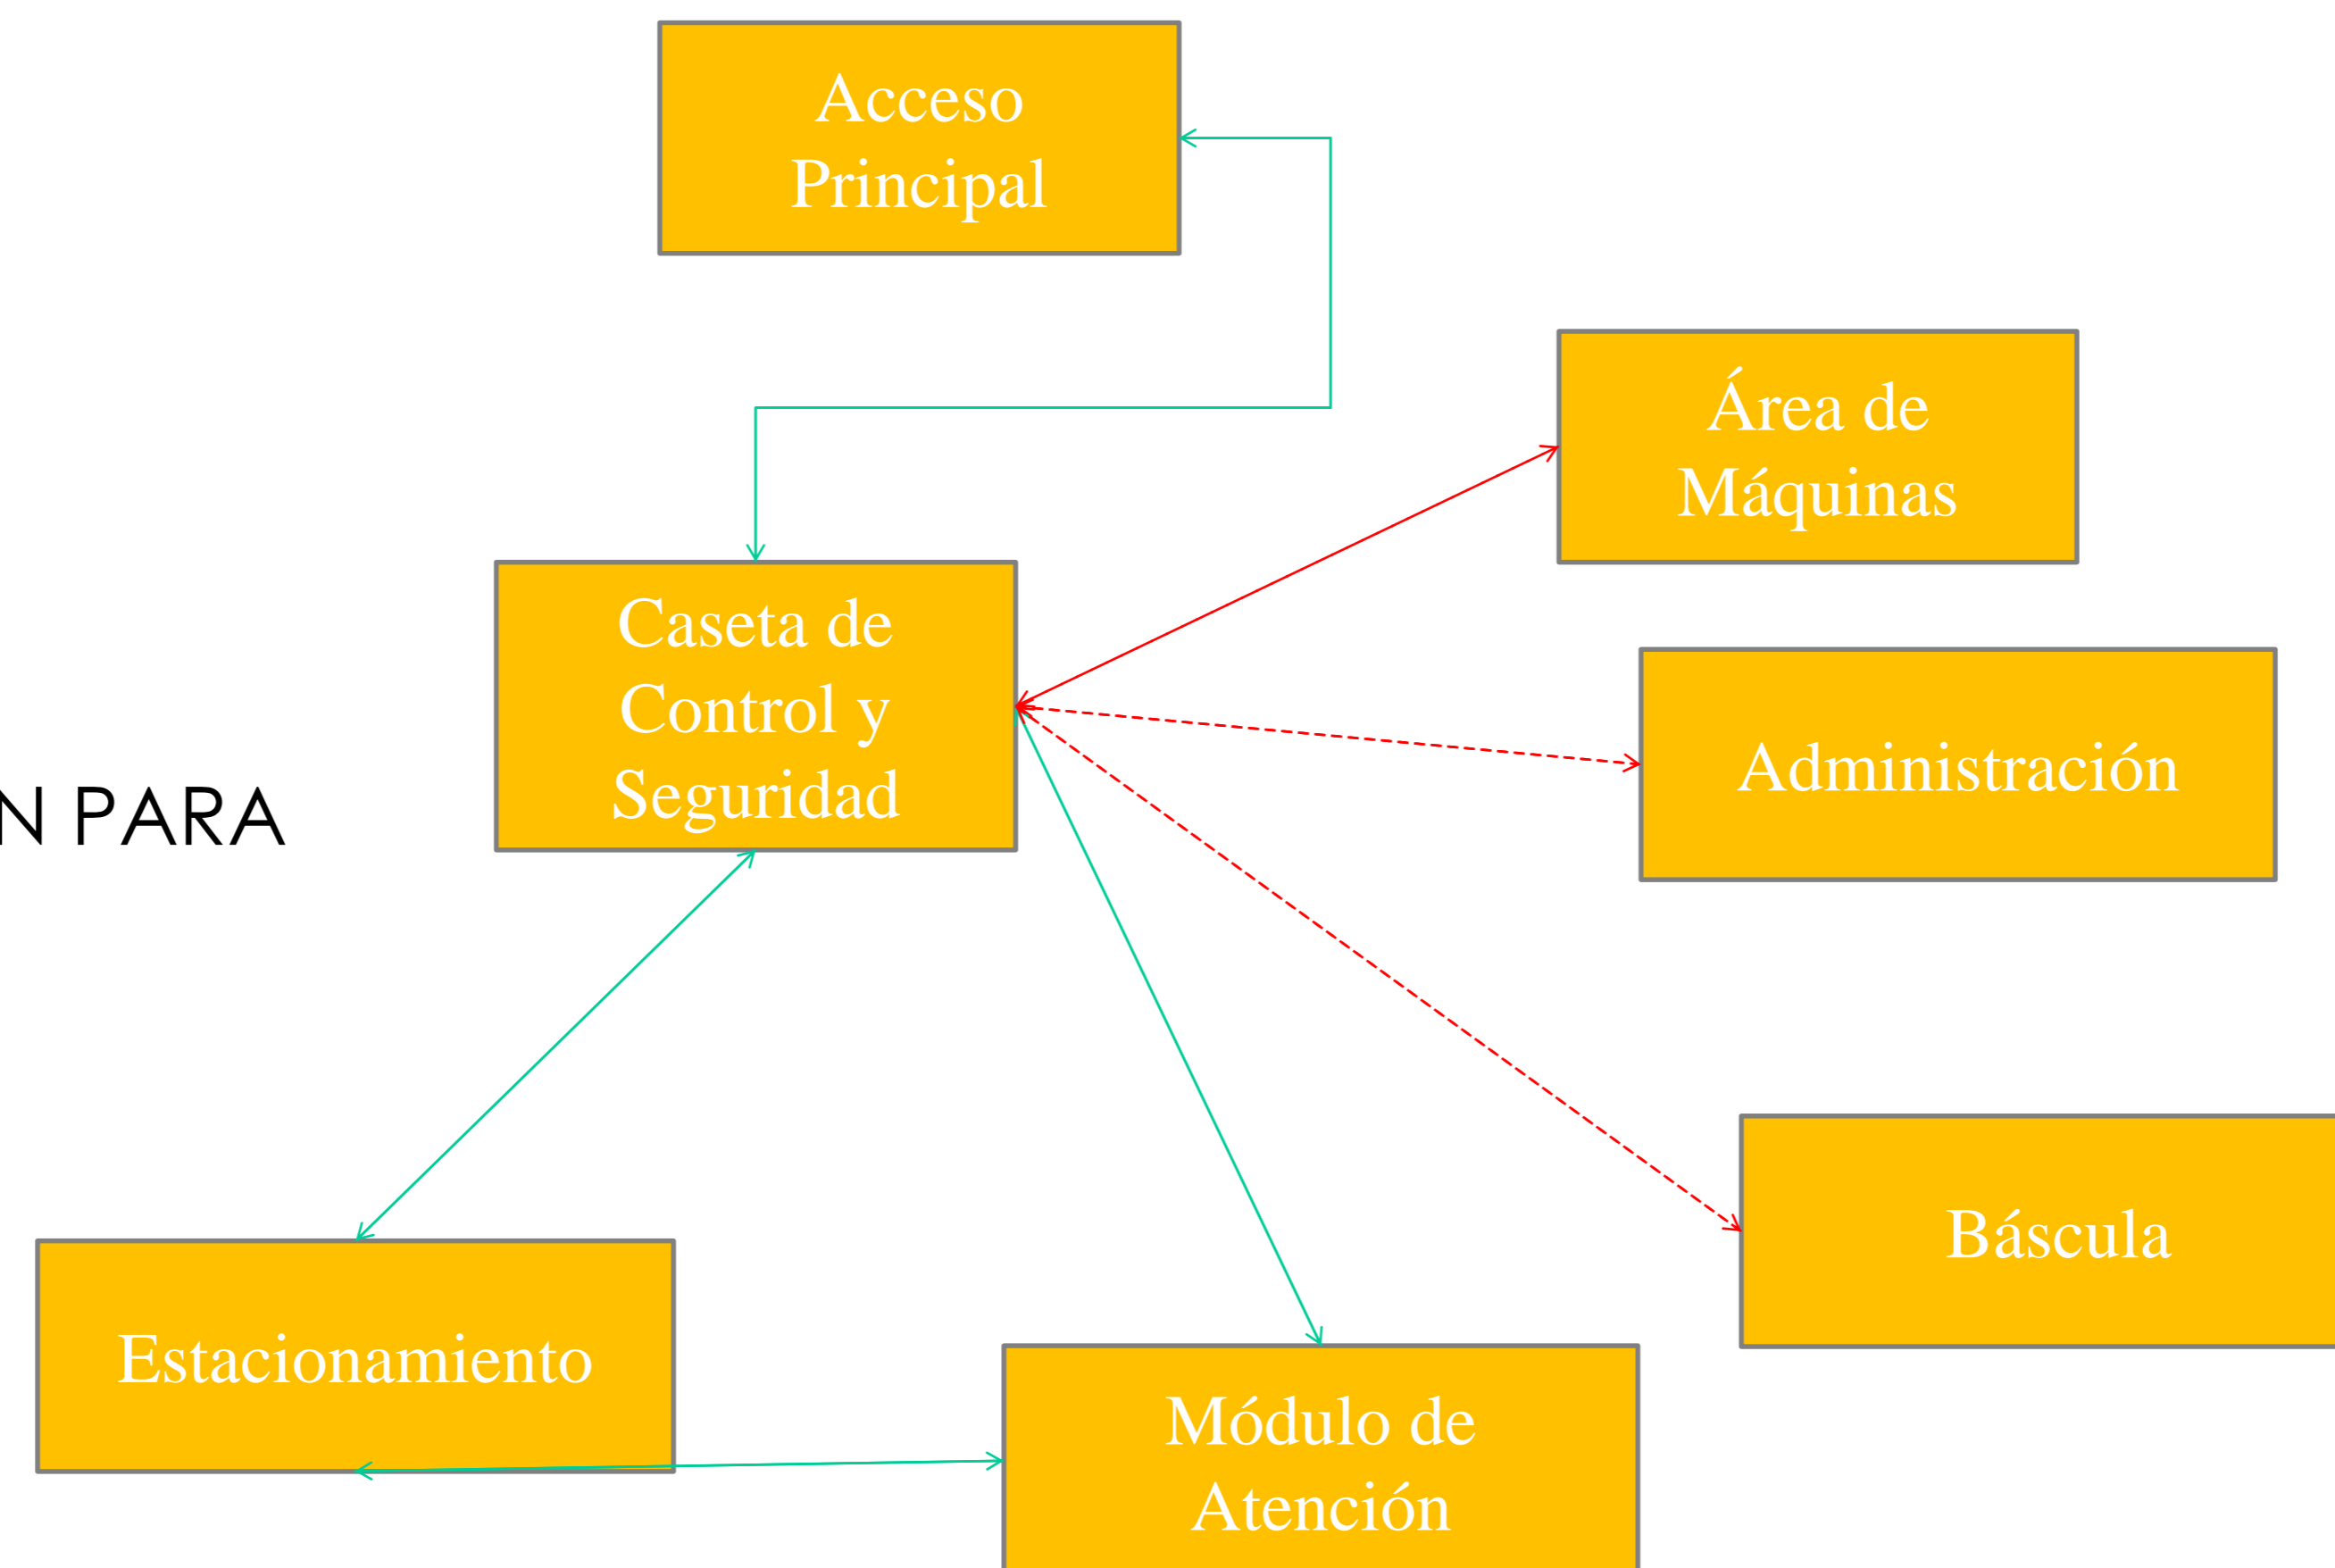 Acceso
Principal
Área de
Máquinas
Caseta de
Control y
Seguridad
Administración
N PARA
Báscula
Estacionamiento
Módulo de
Atención